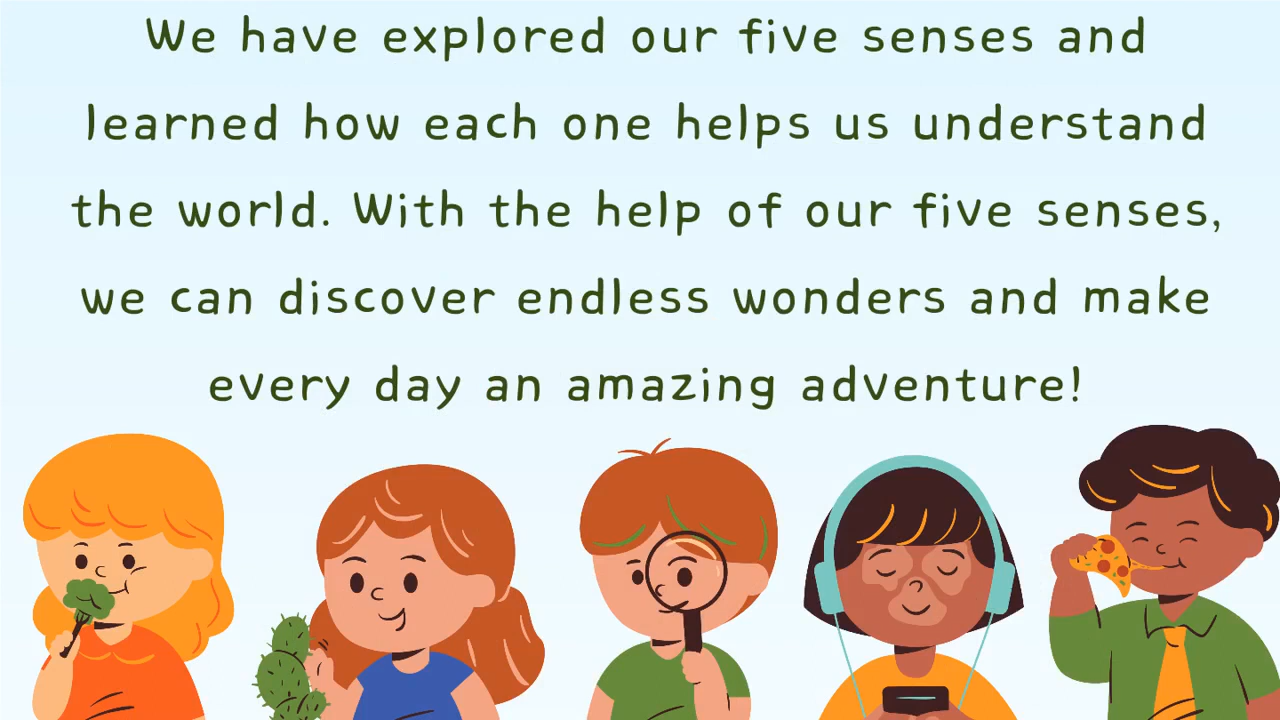 We have explored our five senses and
learned how each one helps us understand
the world. With the help of our five senses,
we can discover endless wonders and make
every day an amazing adventure!